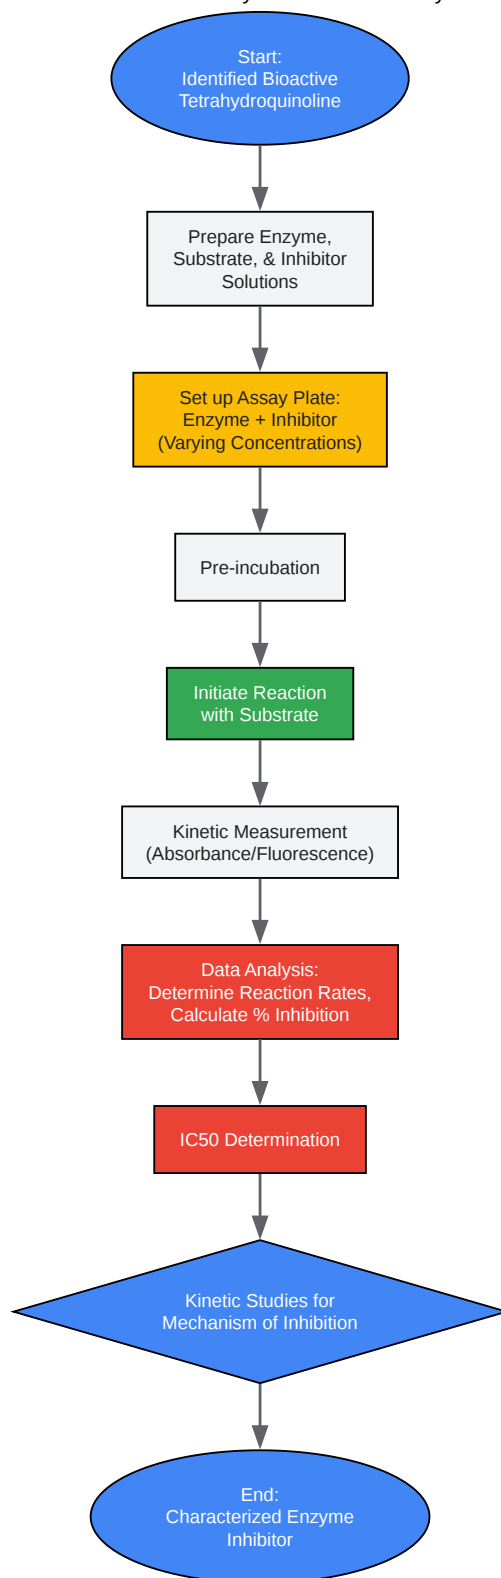 Start:
Identified Bioactive
Tetrahydroquinoline
Prepare Enzyme,
Substrate, & Inhibitor
Solutions
Set up Assay Plate:
Enzyme + Inhibitor
(Varying Concentrations)
Pre-incubation
Initiate Reaction
with Substrate
Kinetic Measurement
(Absorbance/Fluorescence)
Data Analysis:
Determine Reaction Rates,
Calculate % Inhibition
IC50 Determination
Kinetic Studies for
Mechanism of Inhibition
End:
Characterized Enzyme
Inhibitor